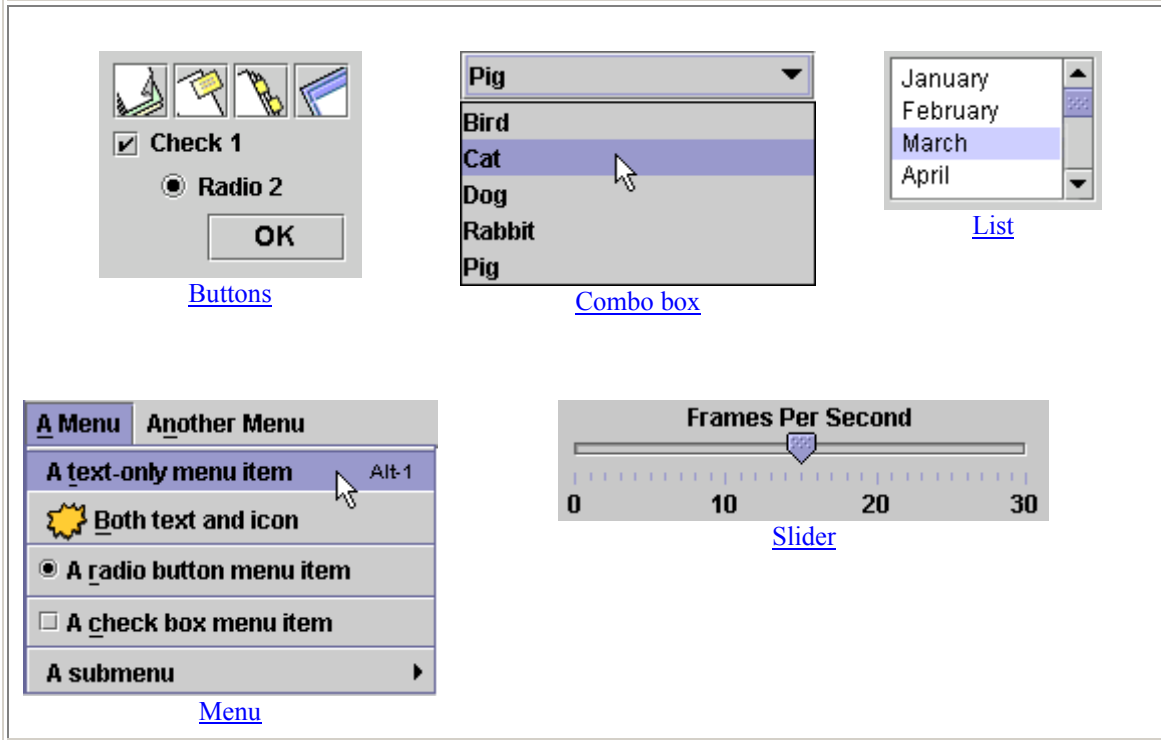 Check 1
Radio 2
OK
Buttons
Pig
Bird
Cat
Dog
Rabbit
Pig
Combo box
January
February
March
April
List
A Menu Another Menu
A text-only menu item Alt-1
Both text and icon
A radio button menu item
A check box menu item
A submenu
Menu
Frames Per Second
0 10 20 30
Slider